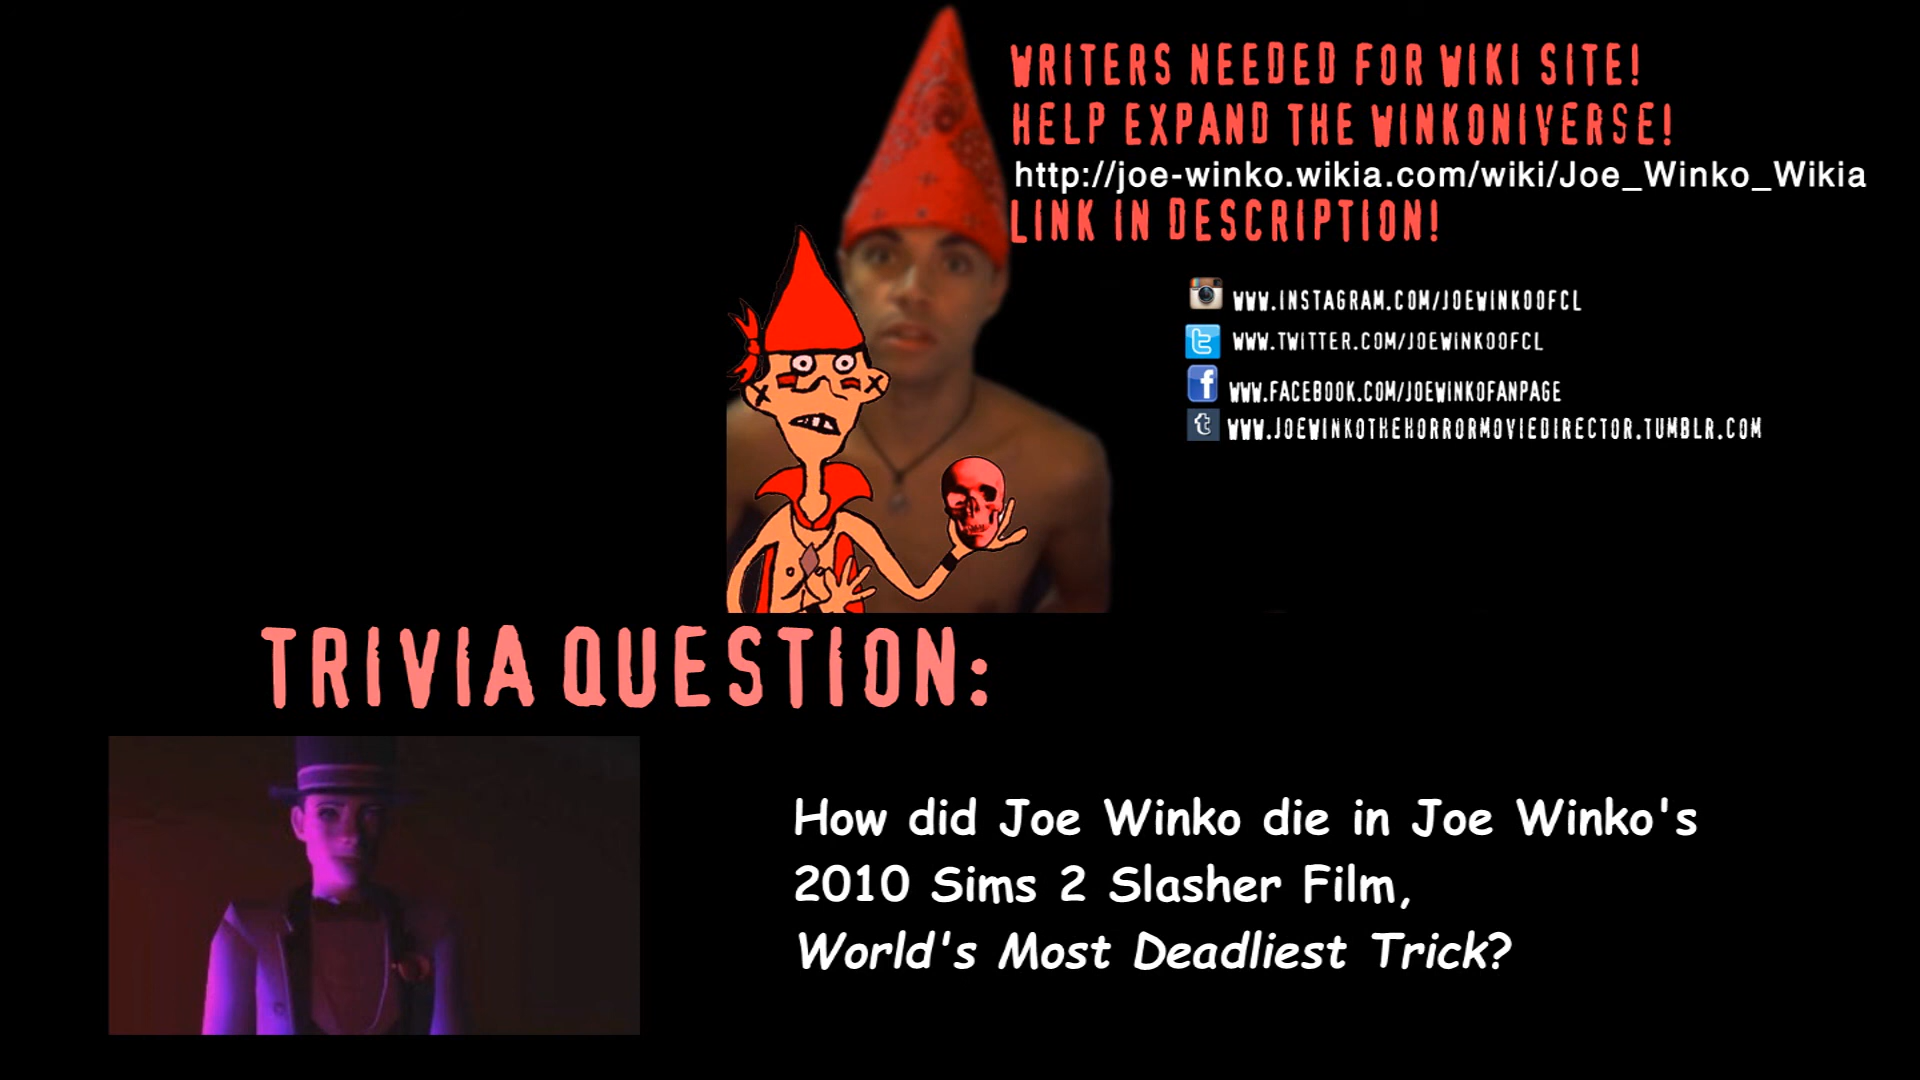 WRITERS NEEDED FOR WIKI SITE!
HELP EXPAND THE WINKONIVERSE!
http://joe-winko.wikia.com/wiki/Joe_Winko_Wikia
LINK IN DESCRIPTION!
WWW.INSTAGRAM.COM/JOEWINKOOFCL
WWW.TWITTER.COM/JOEWINKOOFCL
WWW.FACEBOOK.COM/JOEWINKOFANPAGE
WWW.JOEWINKOTHEHORRORMOVIEDIRECTOR.TUMBLR.COM
TRIVIA QUESTION:
How did Joe Winko die in Joe Winko's
2010 Sims 2 Slasher Film,
World's Most Deadliest Trick?